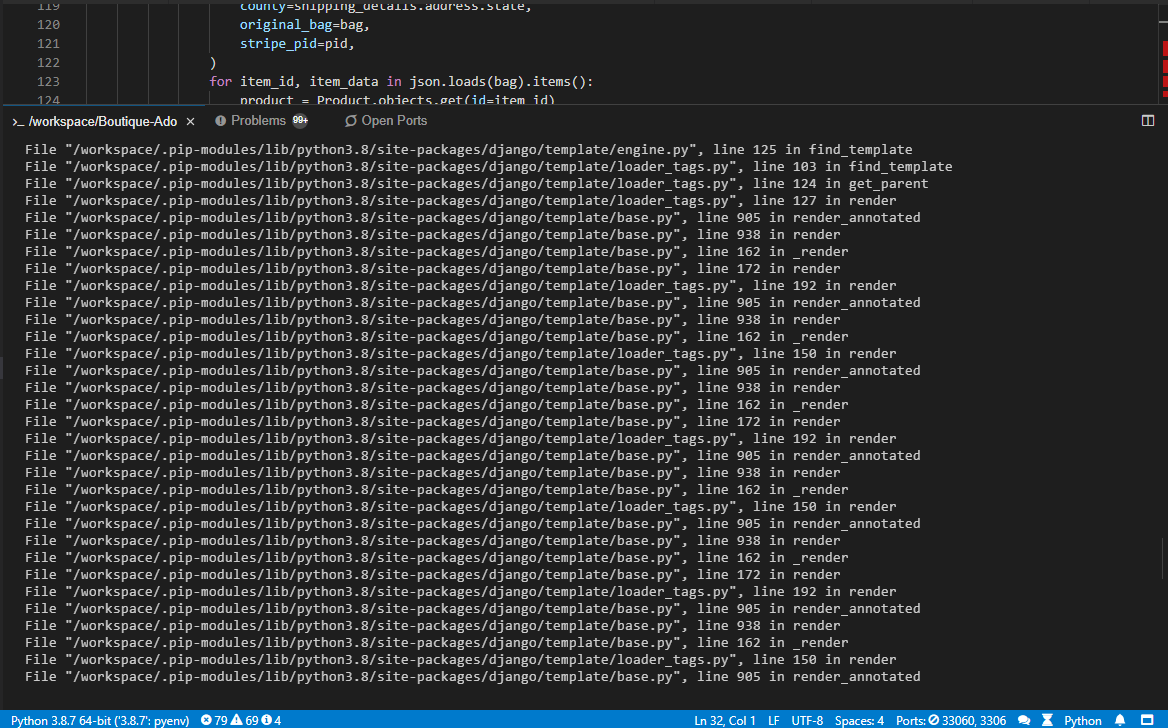 119 county=shipping_details.address.state,
120 original_bag=bag,
121 stripe_pid=pid,
122 )
123 for item_id, item_data in json.loads(bag).items():
124 product = Product.objects.get(id=item_id)
>_ /workspace/Boutique-Ado × Problems 99+ Open Ports
File "/workspace/.pip-modules/lib/python3.8/site-packages/django/template/engine.py", line 125 in find_template
File "/workspace/.pip-modules/lib/python3.8/site-packages/django/template/loader_tags.py", line 103 in find_template
File "/workspace/.pip-modules/lib/python3.8/site-packages/django/template/loader_tags.py", line 124 in get_parent
File "/workspace/.pip-modules/lib/python3.8/site-packages/django/template/loader_tags.py", line 127 in render
File "/workspace/.pip-modules/lib/python3.8/site-packages/django/template/base.py", line 905 in render_annotated
File "/workspace/.pip-modules/lib/python3.8/site-packages/django/template/base.py", line 938 in render
File "/workspace/.pip-modules/lib/python3.8/site-packages/django/template/base.py", line 162 in _render
File "/workspace/.pip-modules/lib/python3.8/site-packages/django/template/base.py", line 172 in render
File "/workspace/.pip-modules/lib/python3.8/site-packages/django/template/loader_tags.py", line 192 in render
File "/workspace/.pip-modules/lib/python3.8/site-packages/django/template/base.py", line 905 in render_annotated
File "/workspace/.pip-modules/lib/python3.8/site-packages/django/template/base.py", line 938 in render
File "/workspace/.pip-modules/lib/python3.8/site-packages/django/template/base.py", line 162 in _render
File "/workspace/.pip-modules/lib/python3.8/site-packages/django/template/loader_tags.py", line 150 in render
File "/workspace/.pip-modules/lib/python3.8/site-packages/django/template/base.py", line 905 in render_annotated
File "/workspace/.pip-modules/lib/python3.8/site-packages/django/template/base.py", line 938 in render
File "/workspace/.pip-modules/lib/python3.8/site-packages/django/template/base.py", line 162 in _render
File "/workspace/.pip-modules/lib/python3.8/site-packages/django/template/base.py", line 172 in render
File "/workspace/.pip-modules/lib/python3.8/site-packages/django/template/loader_tags.py", line 192 in render
File "/workspace/.pip-modules/lib/python3.8/site-packages/django/template/base.py", line 905 in render_annotated
File "/workspace/.pip-modules/lib/python3.8/site-packages/django/template/base.py", line 938 in render
File "/workspace/.pip-modules/lib/python3.8/site-packages/django/template/base.py", line 162 in _render
File "/workspace/.pip-modules/lib/python3.8/site-packages/django/template/loader_tags.py", line 150 in render
File "/workspace/.pip-modules/lib/python3.8/site-packages/django/template/base.py", line 905 in render_annotated
File "/workspace/.pip-modules/lib/python3.8/site-packages/django/template/base.py", line 938 in render
File "/workspace/.pip-modules/lib/python3.8/site-packages/django/template/base.py", line 162 in _render
File "/workspace/.pip-modules/lib/python3.8/site-packages/django/template/base.py", line 172 in render
File "/workspace/.pip-modules/lib/python3.8/site-packages/django/template/loader_tags.py", line 192 in render
File "/workspace/.pip-modules/lib/python3.8/site-packages/django/template/base.py", line 905 in render_annotated
File "/workspace/.pip-modules/lib/python3.8/site-packages/django/template/base.py", line 938 in render
File "/workspace/.pip-modules/lib/python3.8/site-packages/django/template/base.py", line 162 in _render
File "/workspace/.pip-modules/lib/python3.8/site-packages/django/template/loader_tags.py", line 150 in render
File "/workspace/.pip-modules/lib/python3.8/site-packages/django/template/base.py", line 905 in render_annotated
Python 3.8.7 64-bit ('3.8.7': pyenv) 79 69 4 Ln 32, Col 1 LF UTF-8 Spaces: 4 Ports: 33060, 3306 Python